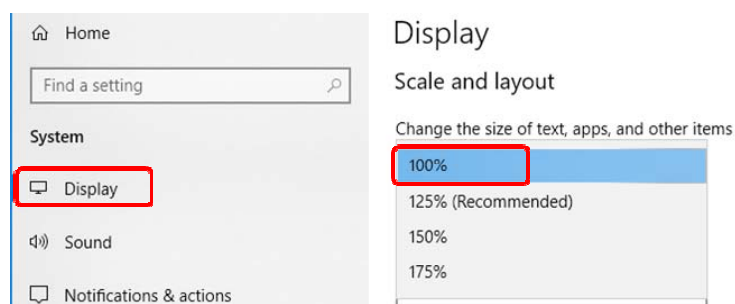 Home
Find a setting
System
Display
Sound
Notifications & actions
Display
Scale and layout
Change the size of text, apps, and other items
100%
125% (Recommended)
150%
175%